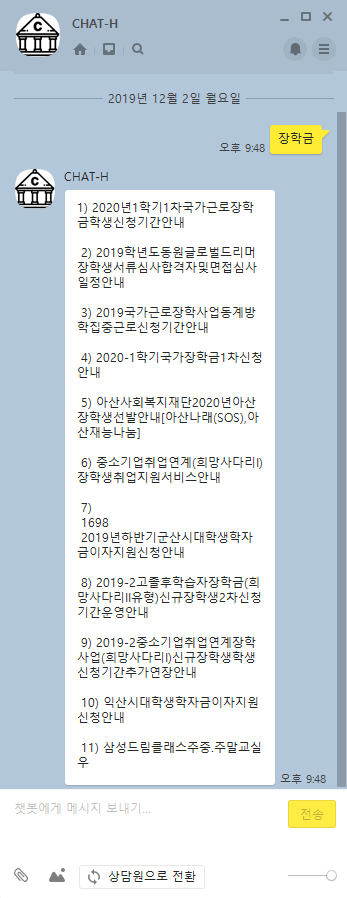 CHAT-H
2019년 12월 2일 월요일
장학금
오후 9:48
C
CHAT-H
1) 2020년1학기1차국가근로장학
금학생신청기간안내
2) 2019학년도동원글로벌드리머
장학생서류심사합격자및면접심사
일정안내
3) 2019국가근로장학사업동계방
학집중근로신청기간안내
4) 2020-1학기국가장학금1차신청
안내
5) 아산사회복지재단2020년아산
장학생선발안내[아산나래(SOS),아
산재능나눔]
6) 중소기업취업연계(희망사다리I)
장학생취업지원서비스안내
7)
1698
2019년하반기군산시대학생학자
금이자지원신청안내
8) 2019-2고졸후학습자장학금(희
망사다리II유형)신규장학생2차신청
기간운영안내
9) 2019-2중소기업취업연계장학
사업(희망사다리I)신규장학생학생
신청기간추가연장안내
10) 익산시대학생학자금이자지원
신청안내
11) 삼성드림클래스주중.주말교실
우
오후 9:48
챗봇에게 메시지 보내기...
전송
상담원으로 전환